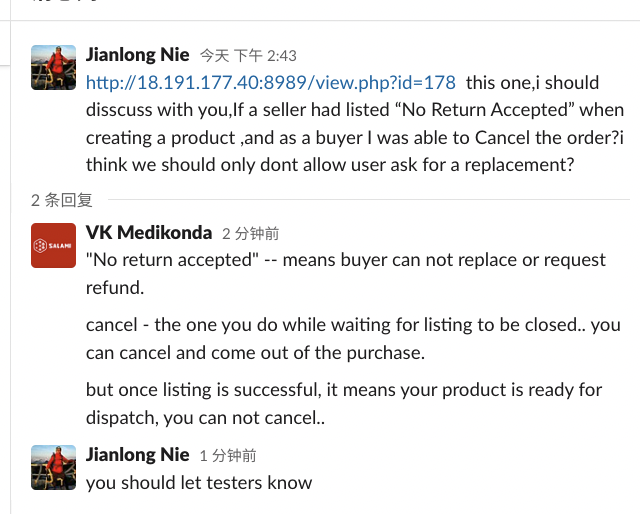 Jianlong Nie 今天 下午 2:43
http://18.191.177.40:8989/view.php?id=178 this one,i should
disscuss with you,If a seller had listed “No Return Accepted” when
creating a product ,and as a buyer I was able to Cancel the order?i
think we should only dont allow user ask for a replacement?
2 条回复
SALAMI
VK Medikonda 2 分钟前
"No return accepted" -- means buyer can not replace or request
refund.
cancel - the one you do while waiting for listing to be closed.. you
can cancel and come out of the purchase.
but once listing is successful, it means your product is ready for
dispatch, you can not cancel..
Jianlong Nie 1 分钟前
you should let testers know